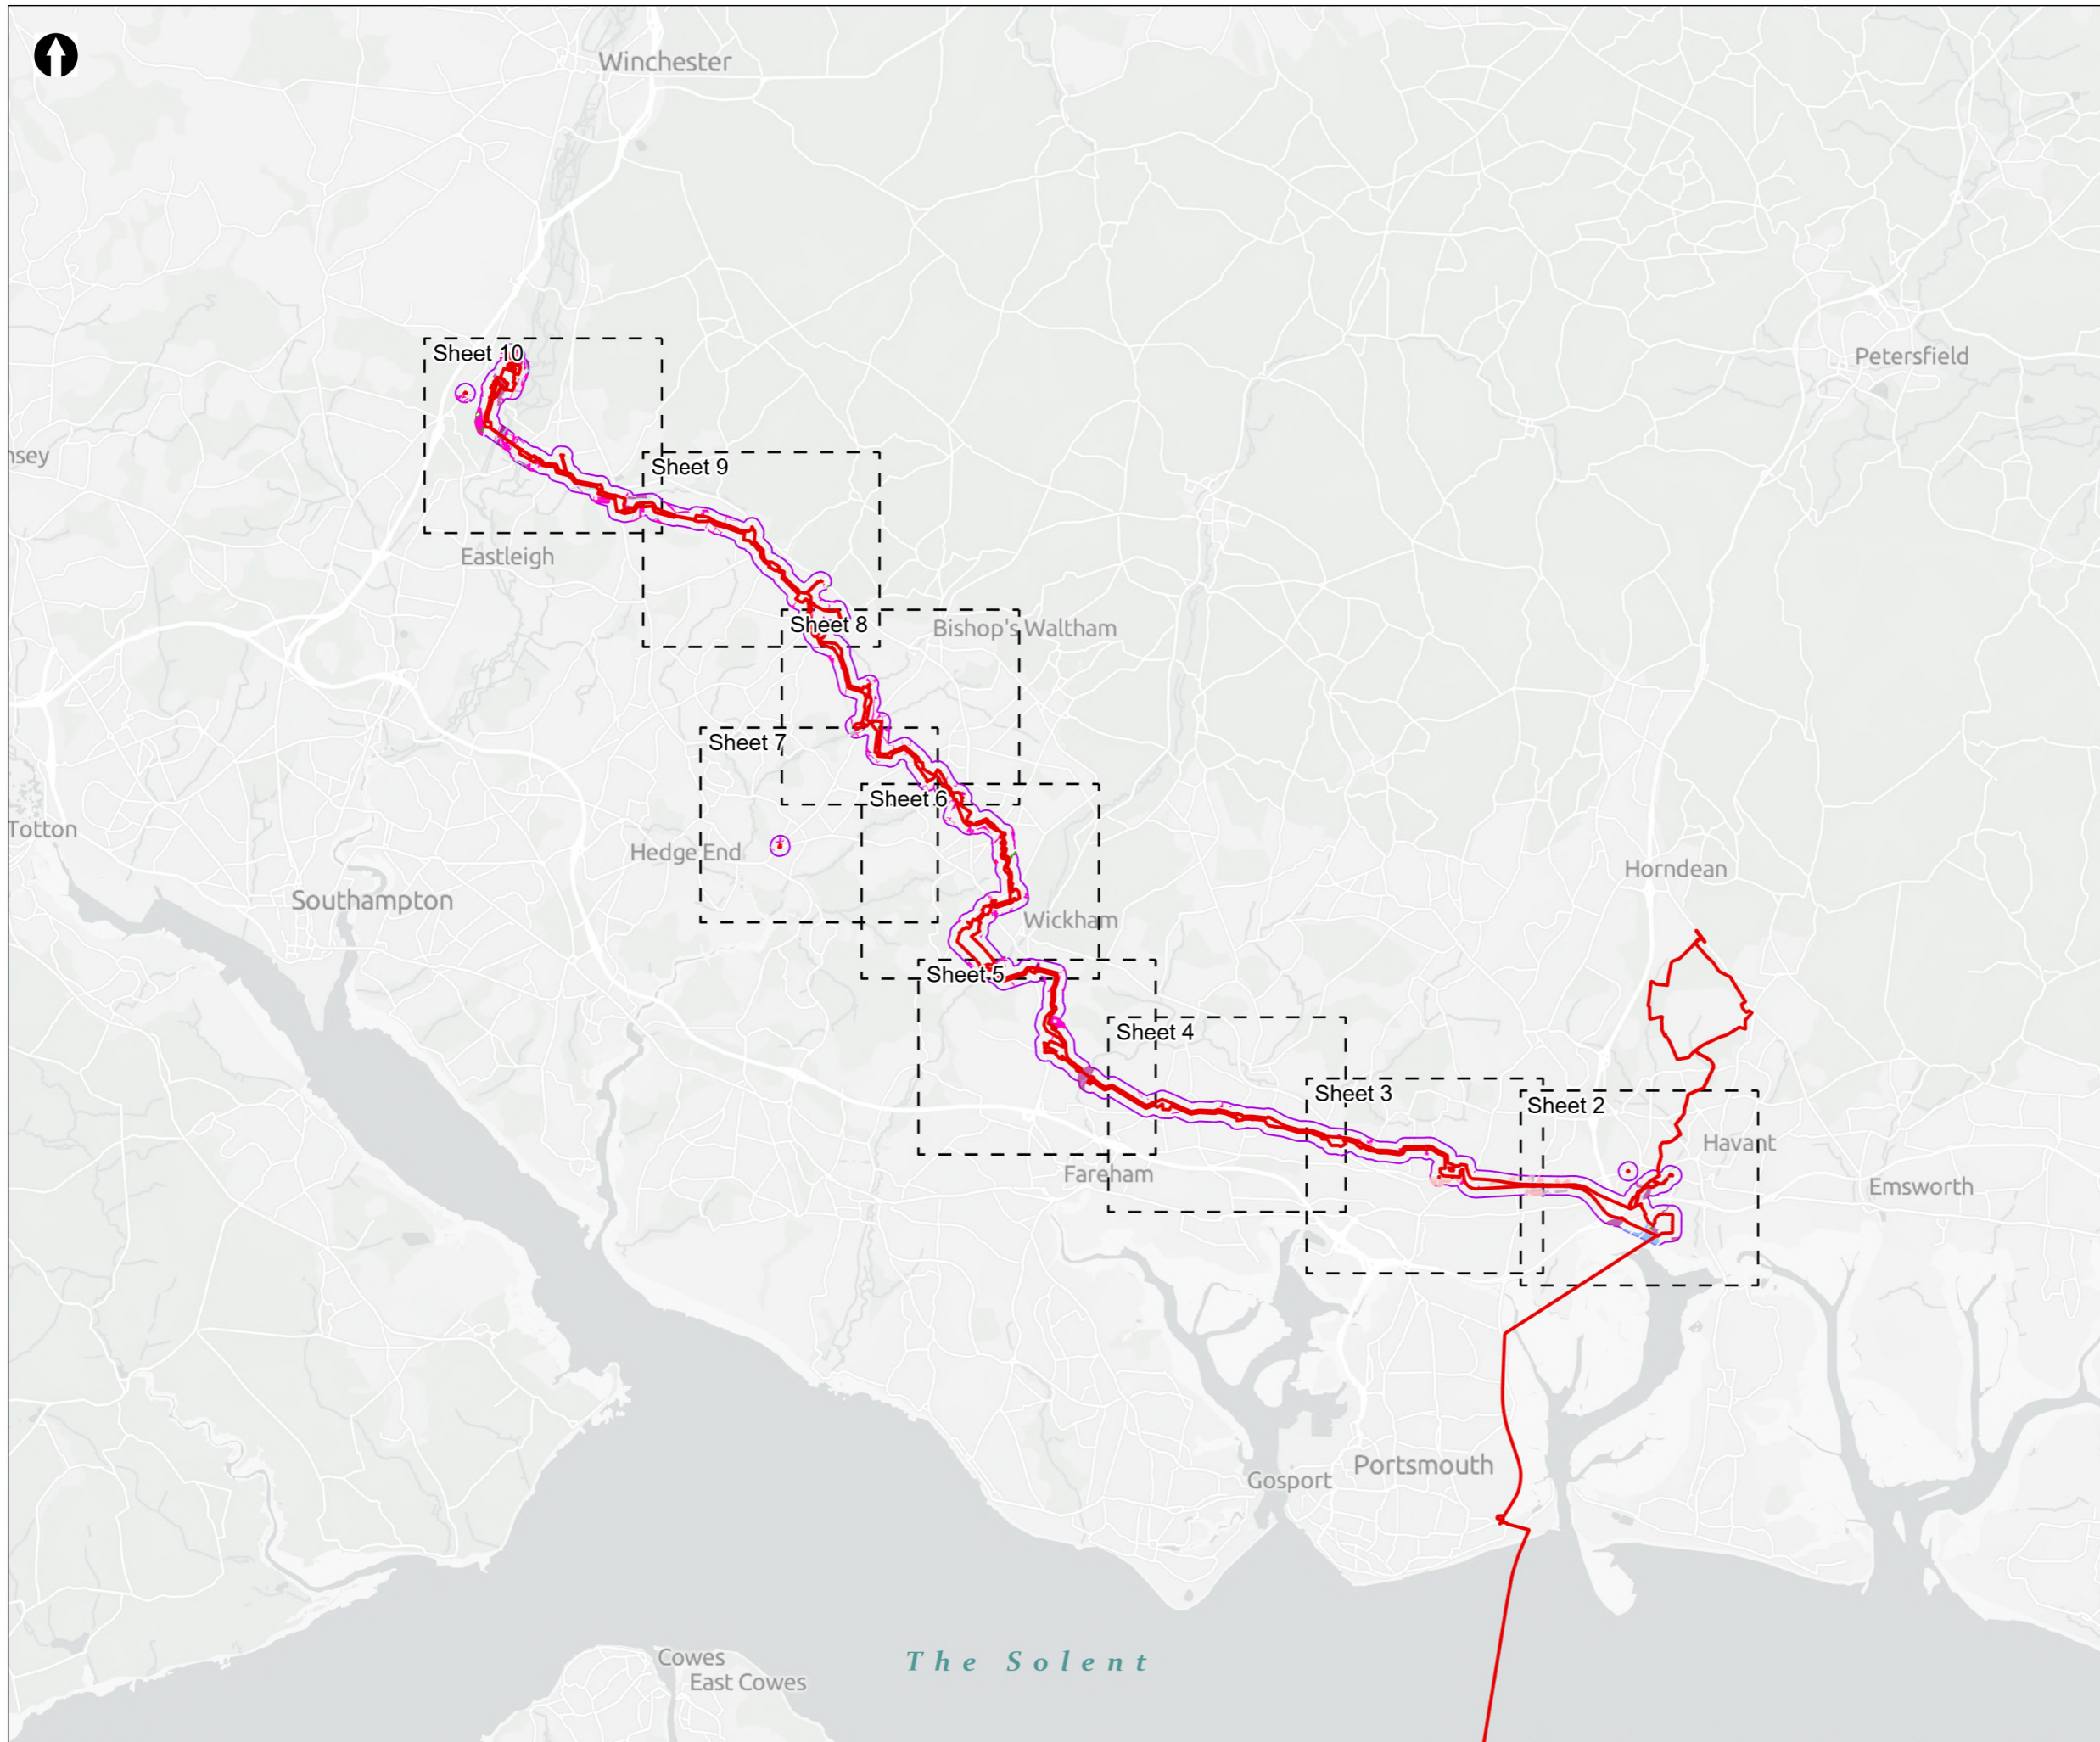 Winchester
Sheet 10
Petersfield
nsey
Sheet 9
Eastleigh
Sheet 8
Bishop's Waltham
Sheet 7
Sheet 6
Totton
Hedge End
Horndean
Southampton
Wickham
Sheet 5
Sheet 4
Sheet 3
Sheet 2
Havant
Fareham
Emsworth
Portsmouth
Gosport
Cowes
The Solent
East Cowes